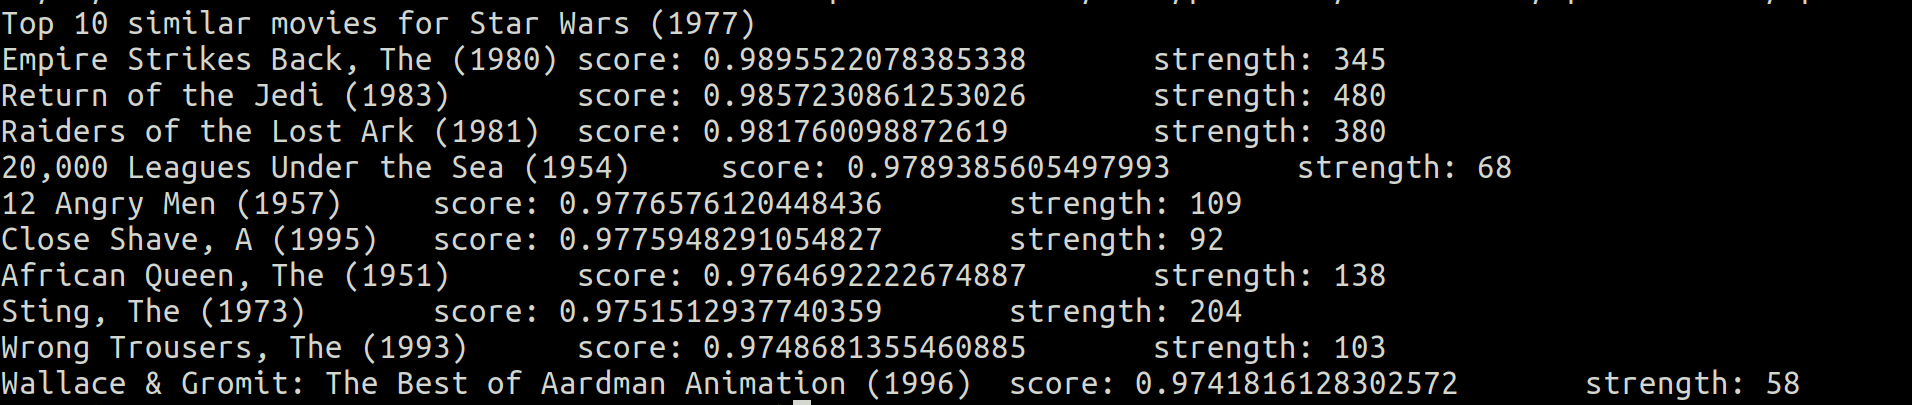 Top 10 similar movies for Star Wars (1977)
Empire Strikes Back, The (1980) score: 0.9895522078385338 strength: 345
Return of the Jedi (1983) score: 0.9857230861253026 strength: 480
Raiders of the Lost Ark (1981) score: 0.981760098872619 strength: 380
20,000 Leagues Under the Sea (1954) score: 0.9789385605497993 strength: 68
12 Angry Men (1957) score: 0.9776576120448436 strength: 109
Close Shave, A (1995) score: 0.9775948291054827 strength: 92
African Queen, The (1951) score: 0.9764692222674887 strength: 138
Sting, The (1973) score: 0.9751512937740359 strength: 204
Wrong Trousers, The (1993) score: 0.9748681355460885 strength: 103
Wallace & Gromit: The Best of Aardman Animation (1996) score: 0.9741816128302572 strength: 58